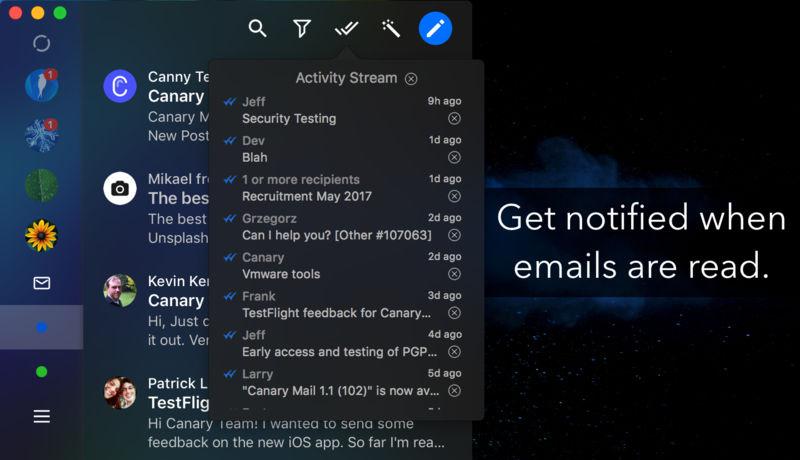 1
1
Canny Te
Canary
Canary M
New Post
Mikael fr
The bes
The best
Unsplash
Kevin Ker
Canary
Hi, Just
it out. Ver
Patrick L
TestFlig
Hi Canary Team! I wanted to send some
feedback on the new iOS app. So far I'm rea...
Activity Stream
Jeff 9h ago
Security Testing
Dev 1d ago
Blah
1 or more recipients 1d ago
Recruitment May 2017
Grzegorz 2d ago
Can I help you? [Other #107063]
Canary 2d ago
Vmware tools
Frank 3d ago
TestFlight feedback for Canary...
Jeff 4d ago
Early access and testing of PGP...
Larry 5d ago
"Canary Mail 1.1 (102)" is now av...
Get notified when
emails are read.